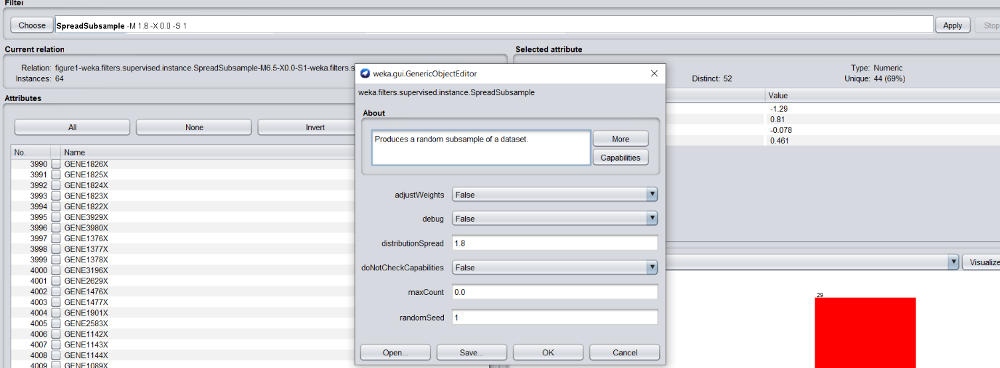 Filter
Choose SpreadSubsample -M 1.8 -X 0.0 -S 1 Apply Stop
Current relation
Relation: figure1-weka.filters.supervised.instance.SpreadSubsample-M6.5-X0.0-S1-weka.filters.s
Instances: 64
Selected attribute
Type: Numeric
Distinct: 52 Unique: 44 (69%)
Attributes
All None Invert
No. Name
3990 GENE1826X
3991 GENE1825X
3992 GENE1824X
3993 GENE1823X
3994 GENE1822X
3995 GENE3929X
3996 GENE3980X
3997 GENE1376X
3998 GENE1377X
3999 GENE1378X
4000 GENE3196X
4001 GENE2629X
4002 GENE1476X
4003 GENE1477X
4004 GENE1901X
4005 GENE2583X
4006 GENE1142X
4007 GENE1143X
4008 GENE1144X
4009 GENE1089X
weka.gui.GenericObjectEditor
weka.filters.supervised.instance.SpreadSubsample
About
Produces a random subsample of a dataset.
More
Capabilities
adjustWeights False
debug False
distributionSpread 1.8
doNotCheckCapabilities False
maxCount 0.0
randomSeed 1
Open... Save... OK Cancel
Value
-1.29
0.81
-0.078
0.461
Visualize
29